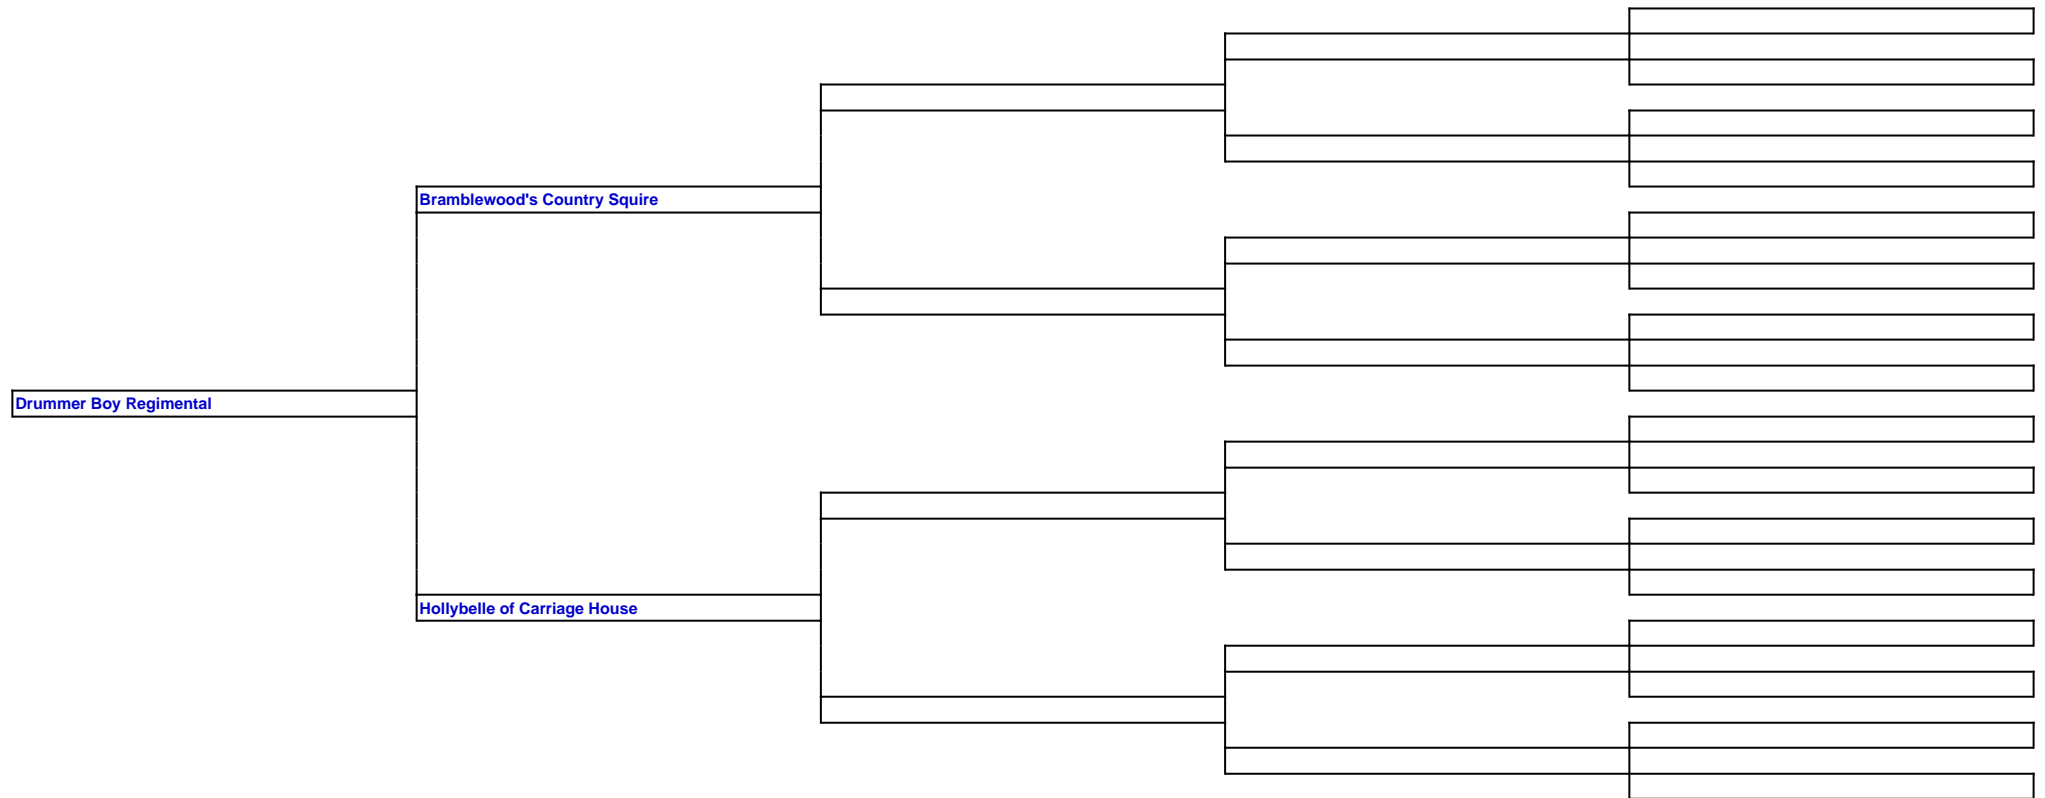 Bramblewood's Country Squire
Drummer Boy Regimental
Hollybelle of Carriage House